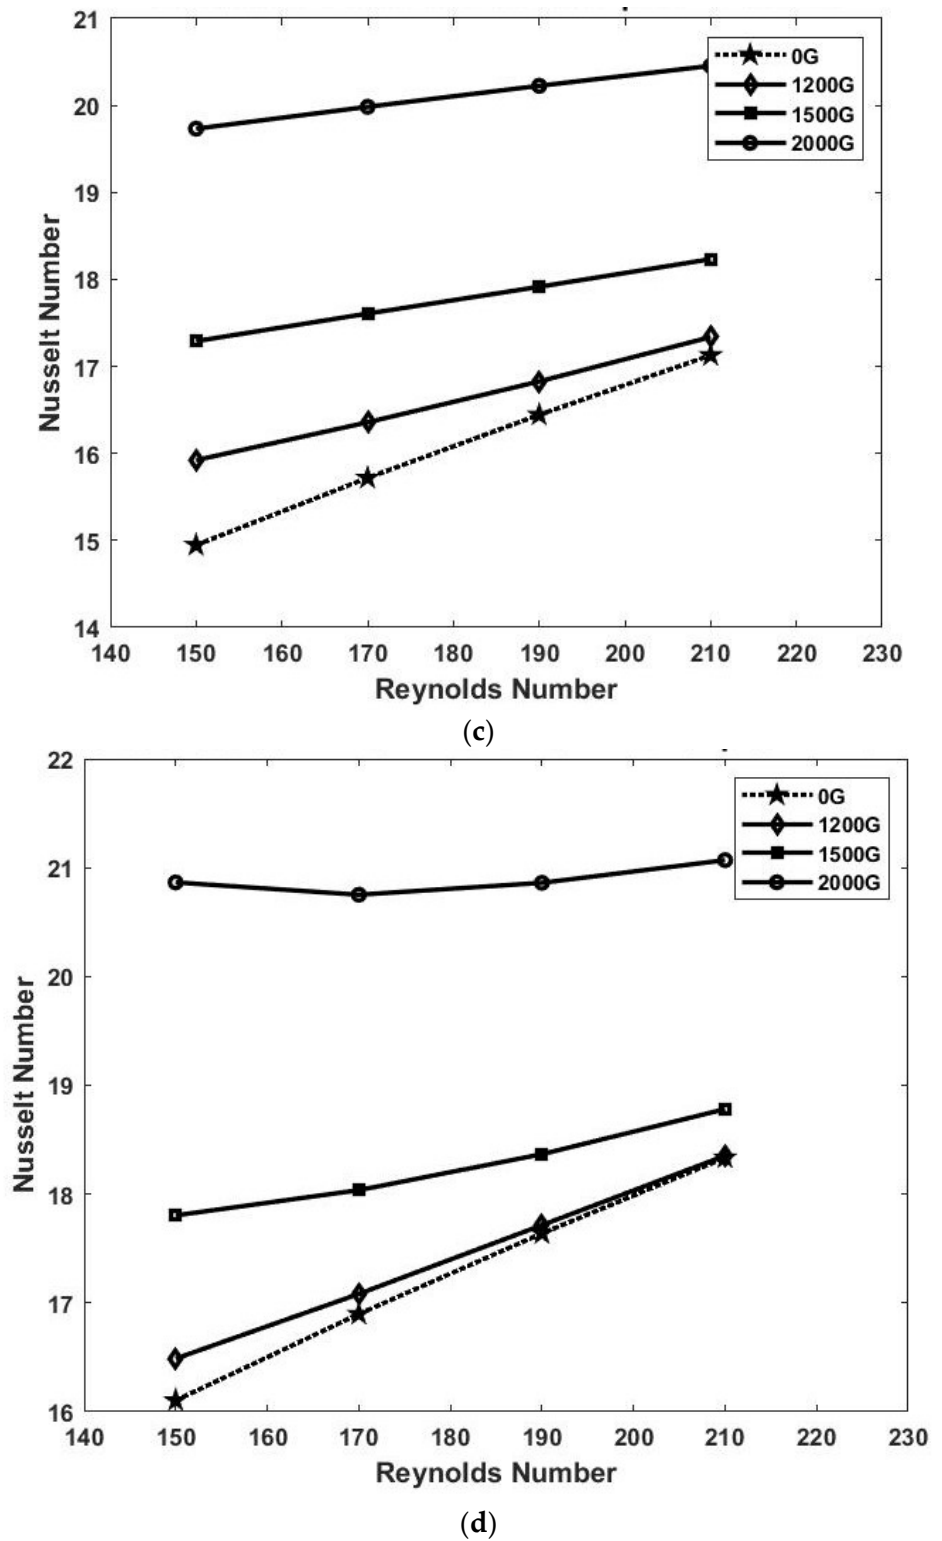 21
20
19
18
17
16
15
14
Nusselt Number
0G
1200G
1500G
2000G
140 150 160 170 180 190 200 210 220 230
Reynolds Number
(c)
22
21
20
19
18
17
16
Nusselt Number
0G
1200G
1500G
2000G
140 150 160 170 180 190 200 210 220 230
Reynolds Number
(d)